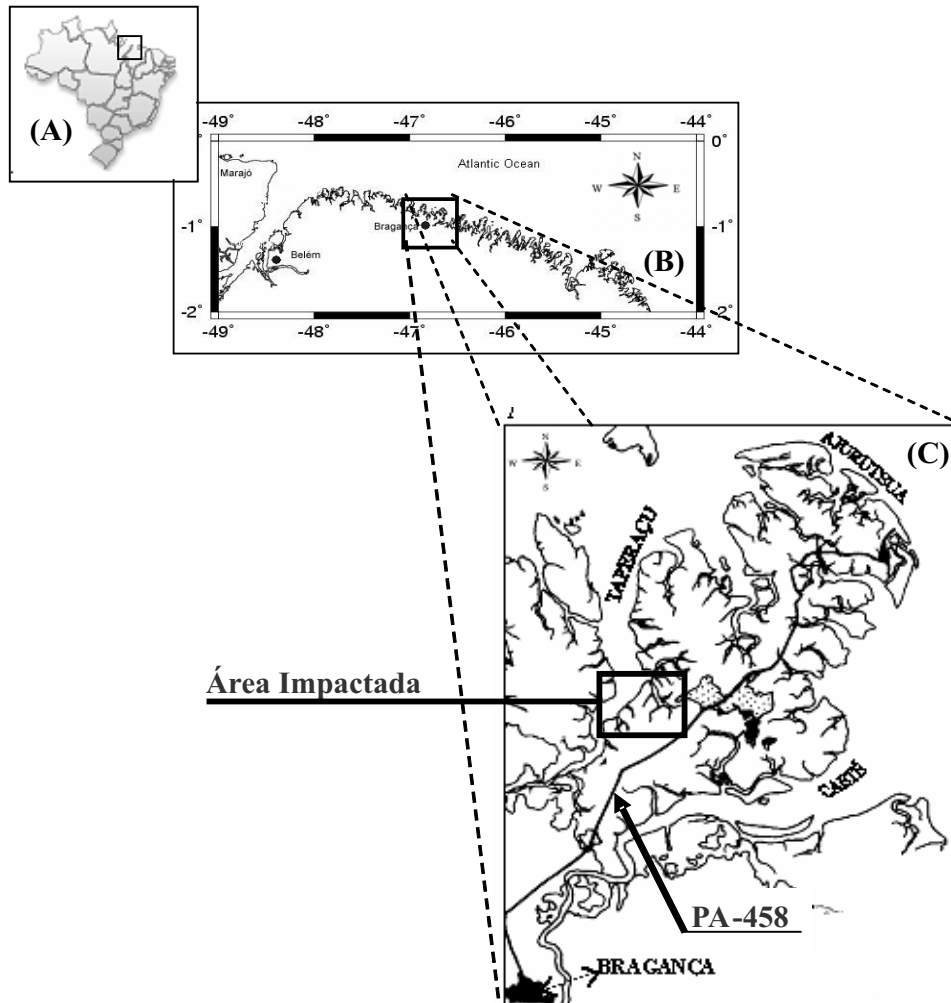 (A)
-49 -48 -47 -46 -45 -44
0°
Atlantic Ocean
Marajó
N
W E
S
Bragança
-1 -1
Belém
(B)
-2° -2
-49° -48° -47° -46° -45° -44°
(C)
N
W E
S
AJURUTSUA
TAPERAÇU
Área Impactada
CAETÉ
PA-458
BRAGANÇA